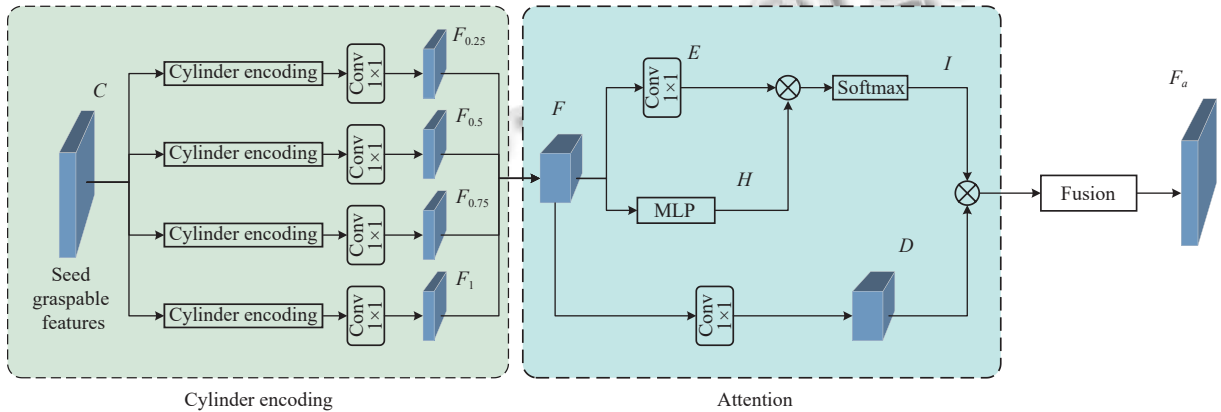 C
Seed
graspable
features
Cylinder encoding
Conv
1×1
F0.25
Cylinder encoding
Conv
1×1
F0.5
Cylinder encoding
Conv
1×1
F0.75
Cylinder encoding
Conv
1×1
F1
Cylinder encoding
F
Conv
1×1
E
Softmax
I
MLP
H
Conv
1×1
D
Attention
Fusion
Fa